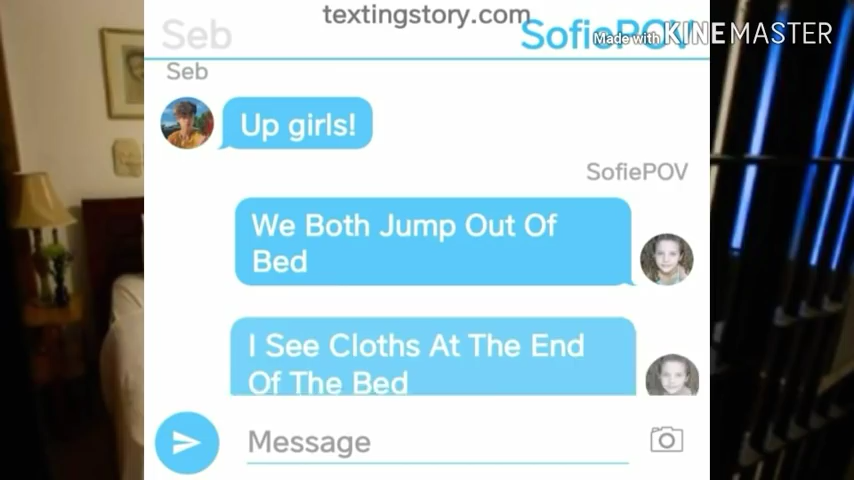 textingstory.com
Seb
SofiePOV
Made with KINEMASTER
Seb
Up girls!
SofiePOV
We Both Jump Out Of
Bed
I See Cloths At The End
Of The Bed
Message